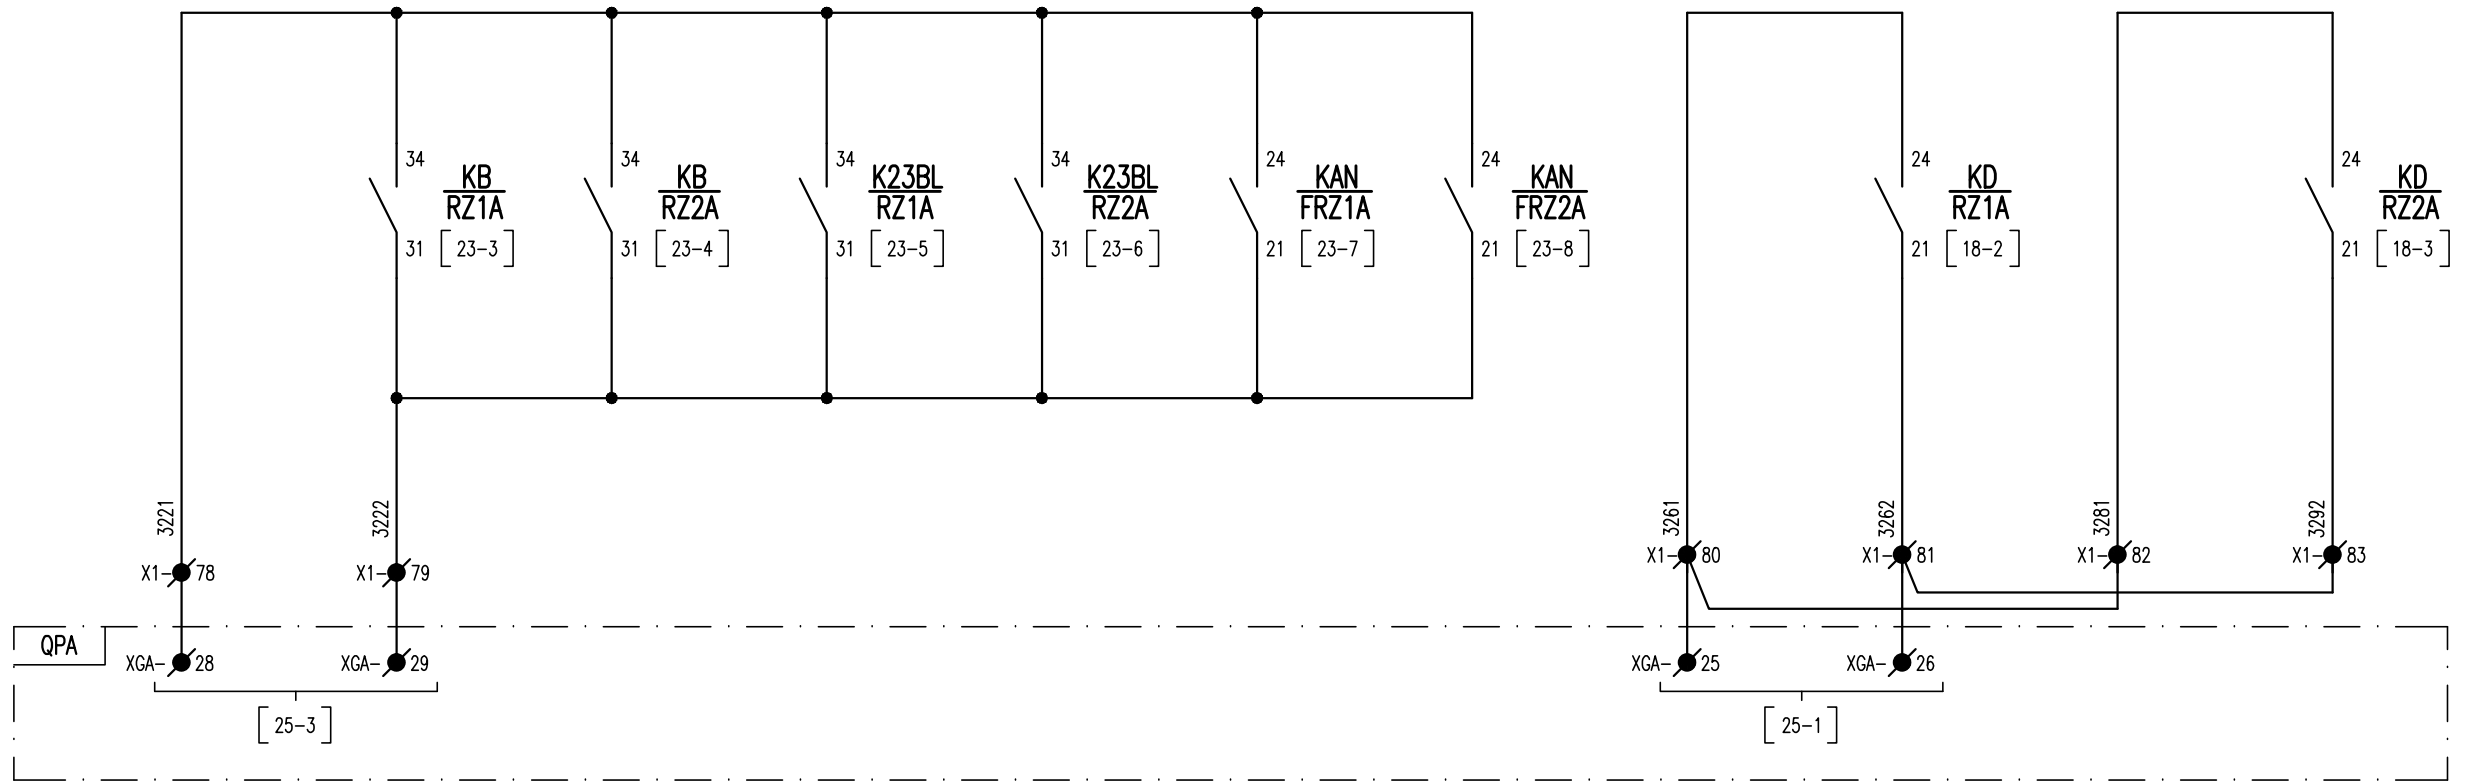 34 34 34 34 24 24 24 24
KB KB K23BL K23BL KAN KAN KD KD
RZ1A RZ2A RZ1A RZ2A FRZ1A FRZ2A RZ1A RZ2A
31 [23-3] 31 [23-4] 31 [23-5] 31 [23-6] 21 [23-7] 21 [23-8] 21 [18-2] 21 [18-3]
3221 3222 3261 3262 3281 3292
X1- 80 X1- 81 X1- 82 X1- 83
X1- 78 X1- 79
QPA
XGA- 28 XGA- 29 XGA- 25 XGA- 26
[25-3] [25-1]